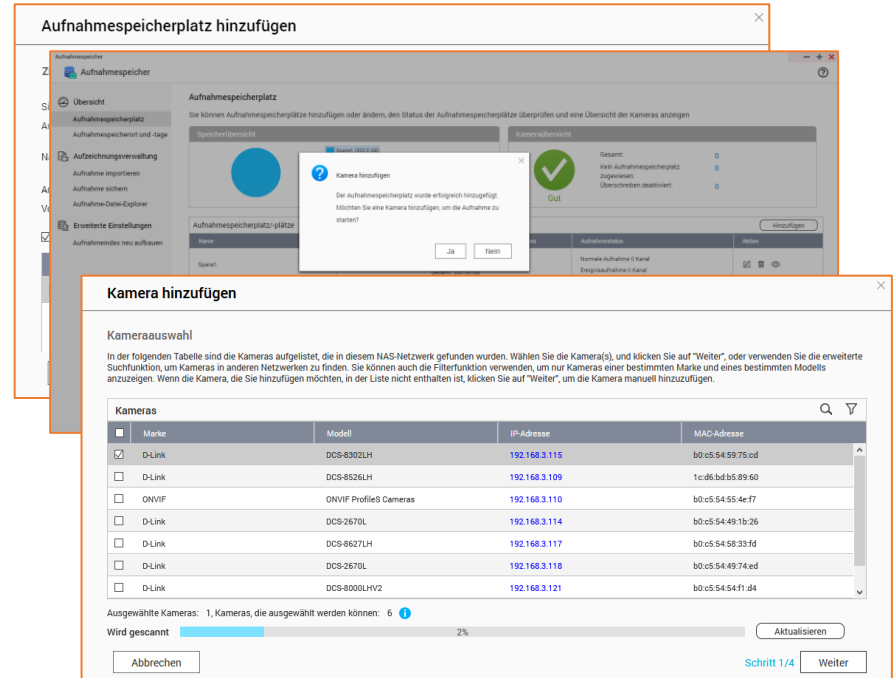 Aufnahmespeicherplatz hinzufügen
Aufnahmespeicher
Aufnahmespeicher
Übersicht
Aufnahmespeicherplatz
Aufnahmespeicherort und -tage
Aufzeichnungsverwaltung
Aufnahme importieren
Aufnahme sichern
Aufnahme-Datei-Explorer
Erweiterte Einstellungen
Aufnahmeindex neu aufbauen
Aufnahmespeicherplatz
Sie können Aufnahmespeicherplätze hinzufügen oder ändern, den Status der Aufnahmespeicherplätze überprüfen und eine Übersicht der Kameras anzeigen
Speicherübersicht
Kameraübersicht
Gut
Gesamt: 0
Kein Aufnahmespeicherplatz zugewiesen: 0
Überschreiben deaktiviert: 0
Aufnahmespeicherplatz/-plätze
Hinzufügen
Name
Aufnahmestatus
Aktion
Space1
Normale Aufnahme 0 Kanal
Ereignisaufnahme 0 Kanal
Kamera hinzufügen
Der Aufnahmespeicherplatz wurde erfolgreich hinzugefügt.
Möchten Sie eine Kamera hinzufügen, um die Aufnahme zu
starten?
Ja Nein
Kamera hinzufügen
Kameraauswahl
In der folgenden Tabelle sind die Kameras aufgelistet, die in diesem NAS-Netzwerk gefunden wurden. Wählen Sie die Kamera(s), und klicken Sie auf "Weiter", oder verwenden Sie die erweiterte
Suchfunktion, um Kameras in anderen Netzwerken zu finden. Sie können auch die Filterfunktion verwenden, um nur Kameras einer bestimmten Marke und eines bestimmten Modells
anzuzeigen. Wenn die Kamera, die Sie hinzufügen möchten, in der Liste nicht enthalten ist, klicken Sie auf "Weiter", um die Kamera manuell hinzuzufügen.
Kameras
Marke Modell IP-Adresse MAC-Adresse
D-Link DCS-8302LH 192.168.3.115 b0:c5:54:59:75:cd
D-Link DCS-8526LH 192.168.3.109 1c:d6:bd:b5:89:60
ONVIF ONVIF ProfileS Cameras 192.168.3.110 b0:c5:54:55:4e:f7
D-Link DCS-2670L 192.168.3.114 b0:c5:54:49:1b:26
D-Link DCS-8627LH 192.168.3.117 b0:c5:54:58:33:fd
D-Link DCS-2670L 192.168.3.118 b0:c5:54:49:74:ed
D-Link DCS-8000LHV2 192.168.3.121 b0:c5:54:54:f1:d4
Ausgewählte Kameras: 1, Kameras, die ausgewählt werden können: 6
Wird gescannt 2% Aktualisieren
Abbrechen Schritt 1/4 Weiter